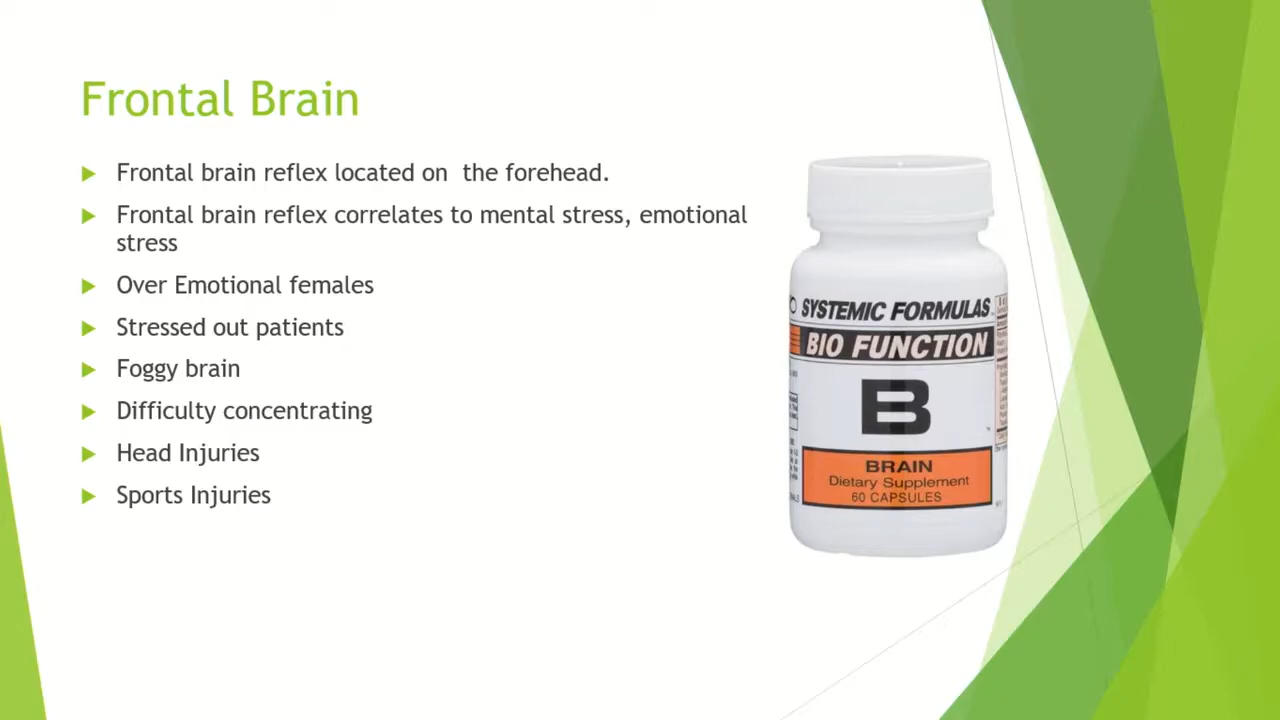 Frontal Brain
Frontal brain reflex located on  the forehead.
Frontal brain reflex correlates to mental stress, emotional
stress
Over Emotional females
Stressed out patients
Foggy brain
Difficulty concentrating
Head Injuries
Sports Injuries
SYSTEMIC FORMULAS
BIO FUNCTION
B
BRAIN
Dietary Supplement
60 CAPSULES